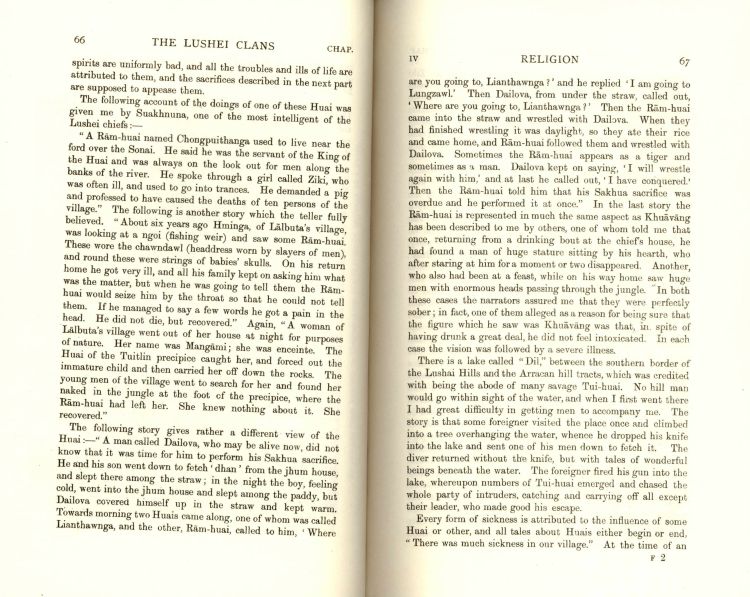 66 THE LUSHEI CLANS CHAP.
spirits are uniformly bad, and all the troubles and ills of life are
attributed to them, and the sacrifices described in the next part
are supposed to appease them.
The following account of the doings of one of these Huai was
given me by Suakhnuna, one of the most intelligent of the
Lushei chiefs:—
"A Rām-huai named Chongpuithanga used to live near the
ford over the Sonai. He said he was the servant of the King of
the Huai and was always on the look out for men along the
banks of the river. He spoke through a girl called Ziki, who
was often ill, and used to go into trances. He demanded a pig
and professed to have caused the deaths of ten persons of the
village." The following is another story which the teller fully
believed. "About six years ago Hminga, of Lālbuta's village,
was looking at a ngoi (fishing weir) and saw some Rām-huai.
These wore the chawndawl (headdress worn by slayers of men),
and round these were strings of babies' skulls. On his return
home he got very ill, and all his family kept on asking him what
was the matter, but when he was going to tell them the Rām-
huai would seize him by the throat so that he could not tell
them. If he managed to say a few words he got a pain in the
head. He did not die, but recovered." Again, "A woman of
Lālbuta's village went out of her house at night for purposes
of nature. Her name was Mangāmi; she was enceinte. The
Huai of the Tuitlin precipice caught her, and forced out the
immature child and then carried her off down the rocks. The
young men of the village went to search for her and found her
naked in the jungle at the foot of the precipice, where the
Rām-huai had left her. She knew nothing about it. She
recovered."
The following story gives rather a different view of the
Huai:—"A man called Dailova, who may be alive now, did not
know that it was time for him to perform his Sakhua sacrifice.
He and his son went down to fetch 'dhan' from the jhum house,
and slept there among the straw; in the night the boy, feeling
cold, went into the jhum house and slept among the paddy, but
Dailova covered himself up in the straw and kept warm.
Towards morning two Huais came along, one of whom was called
Lianthawnga, and the other, Rām-huai, called to him, 'Where
IV RELIGION 67
are you going to, Lianthawnga?' and he replied 'I am going to
Lungzawl.' Then Dailova, from under the straw, called out,
'Where are you going to, Lianthawnga?' Then the Rām-huai
came into the straw and wrestled with Dailova. When they
had finished wrestling it was daylight, so they ate their rice
and came home, and Rām-huai followed them and wrestled with
Dailova. Sometimes the Rām-huai appears as a tiger and
sometimes as a man. Dailova kept on saying, 'I will wrestle
again with him,' and at last he called out, 'I have conquered.'
Then the Rām-huai told him that his Sakhua sacrifice was
overdue and he performed it at once." In the last story the
Rām-huai is represented in much the same aspect as Khuāvāng
has been described to me by others, one of whom told me that
once, returning from a drinking bout at the chief's house, he
had found a man of huge stature sitting by his hearth, who
after staring at him for a moment or two disappeared. Another,
who also had been at a feast, while on his way home saw huge
men with enormous heads passing through the jungle. In both
these cases the narrators assured me that they were perfectly
sober; in fact, one of them alleged as a reason for being sure that
the figure which he saw was Khuāvāng was that, in spite of
having drunk a great deal, he did not feel intoxicated. In each
case the vision was followed by a severe illness.
There is a lake called "Dil," between the southern border of
the Lushai Hills and the Arracan hill tracts, which was credited
with being the abode of many savage Tui-huai. No hill man
would go within sight of the water, and when I first went there
I had great difficulty in getting men to accompany me. The
story is that some foreigner visited the place once and climbed
into a tree overhanging the water, whence he dropped his knife
into the lake and sent one of his men down to fetch it. The
diver returned without the knife, but with tales of wonderful
beings beneath the water. The foreigner fired his gun into the
lake, whereupon numbers of Tui-huai emerged and chased the
whole party of intruders, catching and carrying off all except
their leader, who made good his escape.
Every form of sickness is attributed to the influence of some
Huai or other, and all tales about Huais either begin or end,
"There was much sickness in our village." At the time of an
F 2